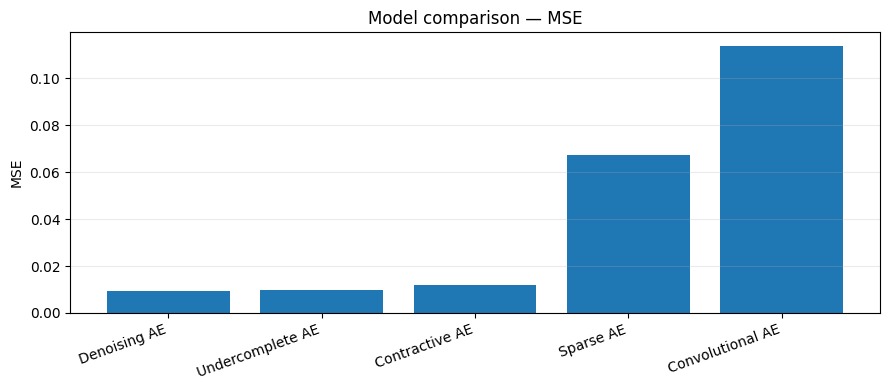 Model comparison — MSE
MSE
0.10
0.08
0.06
0.04
0.02
0.00
Denoising AE
Undercomplete AE
Contractive AE
Sparse AE
Convolutional AE